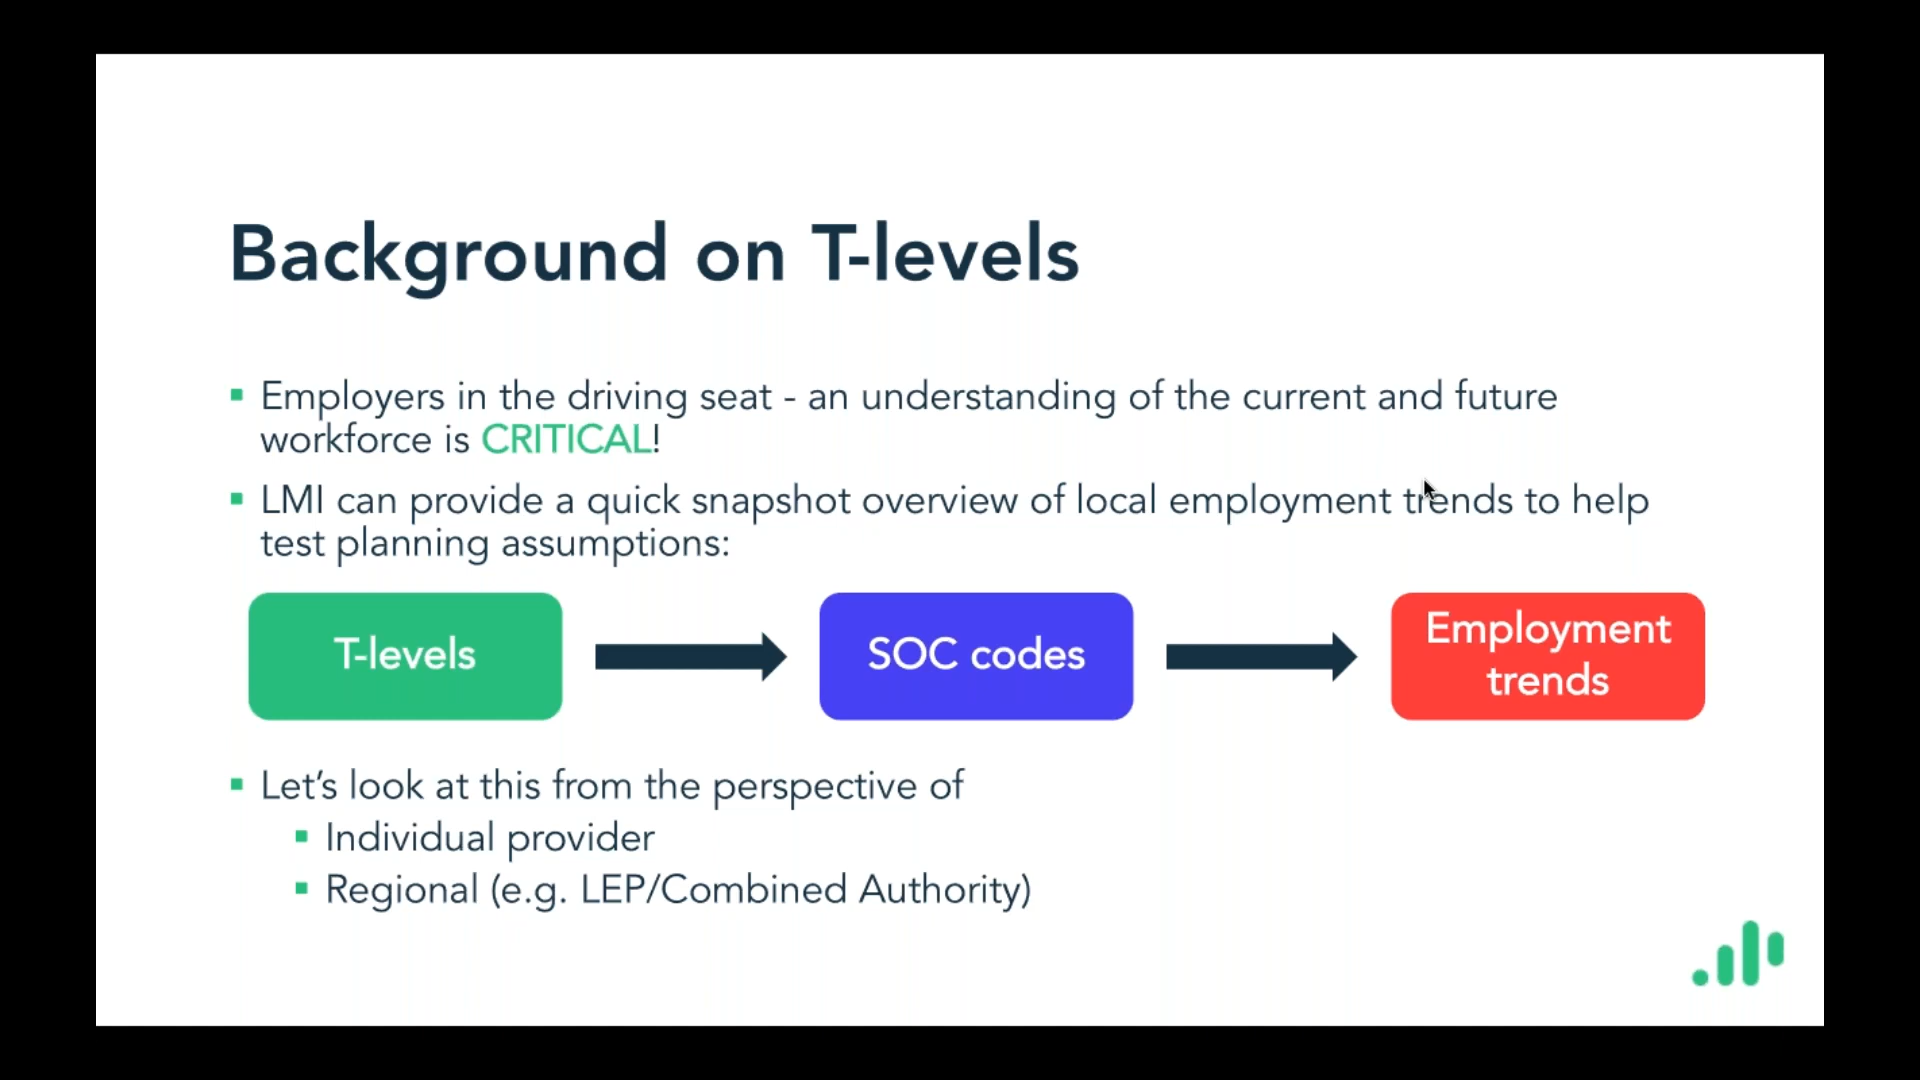 Background on T-levels
Employers in the driving seat - an understanding of the current and future
workforce is CRITICAL!
LMI can provide a quick snapshot overview of local employment trends to help
test planning assumptions:
T-levels
SOC codes
Employment
trends
Let’s look at this from the perspective of
Individual provider
Regional (e.g. LEP/Combined Authority)